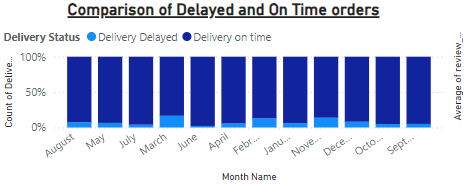 Comparison of Delayed and On Time orders
Delivery Status Delivery Delayed Delivery on time
Count of Delive...
100%
50%
0%
August May July March June April Febr... Janu... Nove... Dece... Octo... Sept...
Month Name
Average of review_...